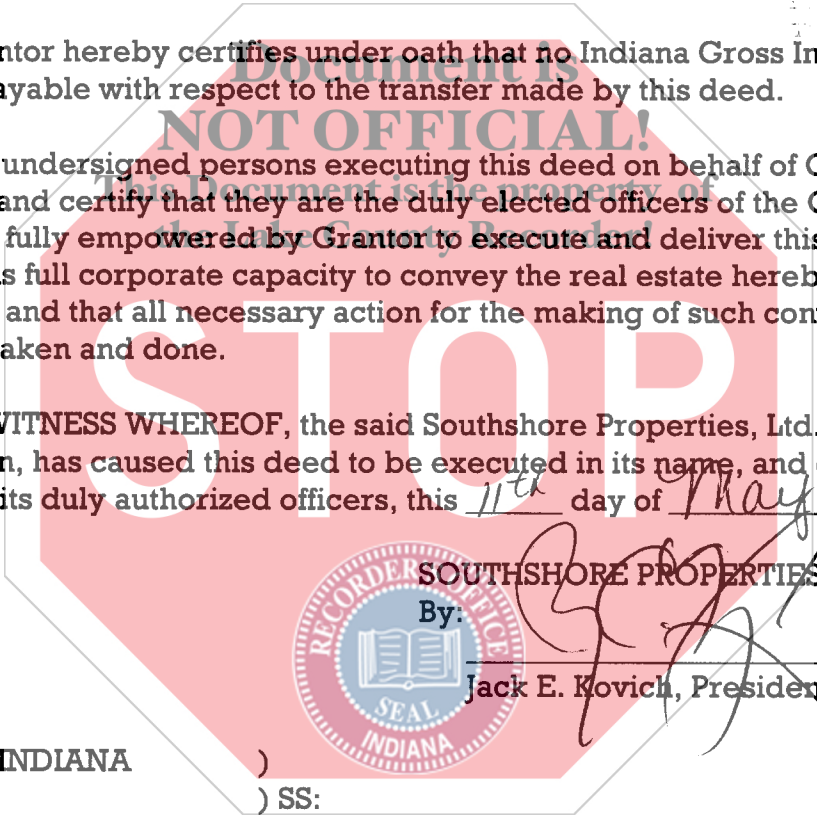 ntor hereby certifies under oath that no Indiana Gross In
ayable with respect to the transfer made by this deed.
Document is
NOT OFFICIAL!
This Document is the property of
the Lake County Recorder!
undersigned persons executing this deed on behalf of
and certify that they are the duly elected officers of the
fully empowered by Grantor to execute and deliver this
s full corporate capacity to convey the real estate hereb
and that all necessary action for the making of such con
aken and done.
STOP
WITNESS WHEREOF, the said Southshore Properties, Ltd.
n, has caused this deed to be executed in its name, and
its duly authorized officers, this 11th day of May
SOUTHSHORE PROPERTIES
By:
Jack E. Kovich, Presiden
RECORDER'S OFFICE
SEAL
INDIANA
INDIANA )
) SS: